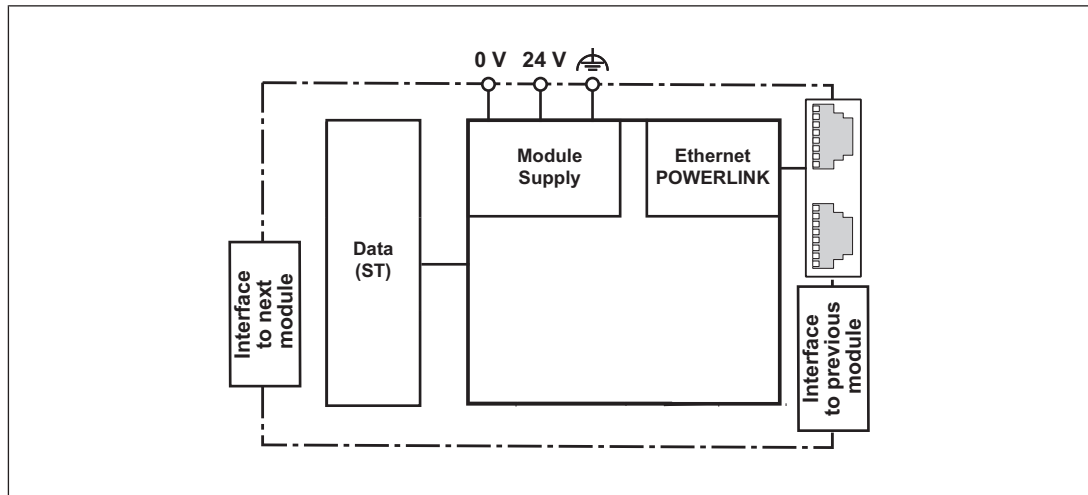 0 V 24 V
Module
Supply
Ethernet
POWERLINK
Data
(ST)
Interface
to next
module
Interface
to previous
module